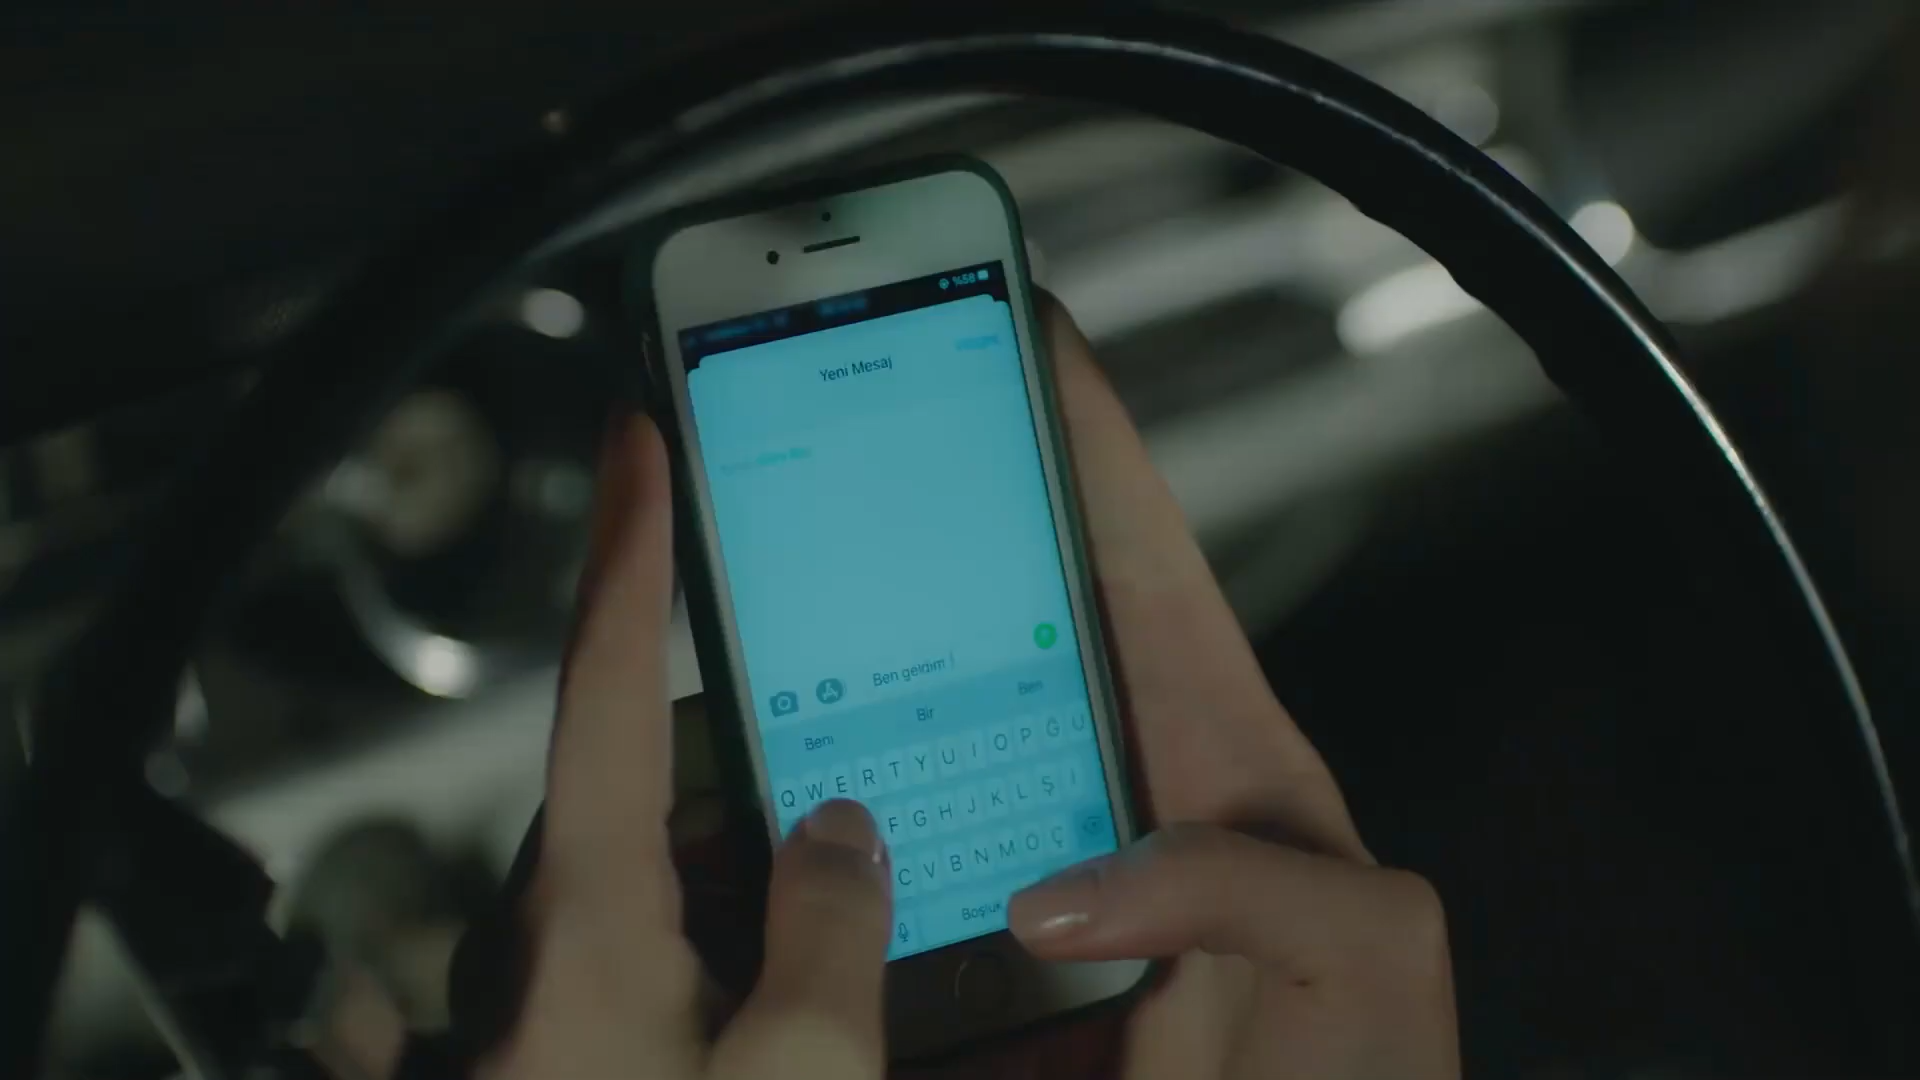 %58
Yeni Mesaj
Ben geldim
Beni Bir Ben
Q W E R T Y U I O P Ğ Ü
F G H J K L Ş İ
C V B N M Ö Ç
Boşluk